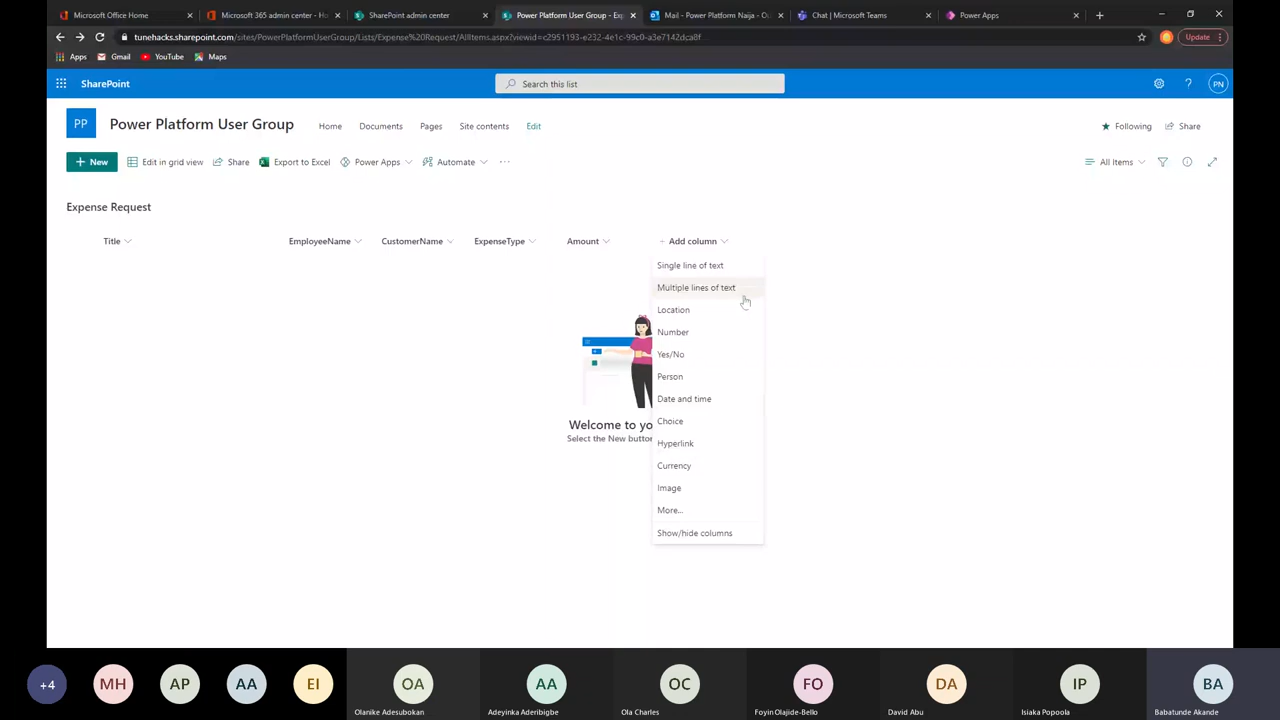 Microsoft Office Home
Microsoft 365 admin center - Ho
SharePoint admin center
Power Platform User Group - Exp
Mail - Power Platform Naija - Ou
Chat | Microsoft Teams
Power Apps
tunehacks.sharepoint.com/sites/PowerPlatformUserGroup/Lists/Expense%20Request/AllItems.aspx?viewid=c2951193-e232-4e1c-99c0-a3e7142dca8f
Update
Apps
Gmail
YouTube
Maps
SharePoint
Search this list
PN
PP
Power Platform User Group
Home
Documents
Pages
Site contents
Edit
Following
Share
+ New
Edit in grid view
Share
Export to Excel
Power Apps
Automate
...
All Items
Expense Request
Title
EmployeeName
CustomerName
ExpenseType
Amount
+ Add column
Single line of text
Multiple lines of text
Location
Number
Yes/No
Person
Date and time
Choice
Hyperlink
Currency
Image
More...
Show/hide columns
Welcome to yo
Select the New button
+4
MH
AP
AA
EI
OA
Olanike Adesubokan
AA
Adeyinka Aderibigbe
OC
Ola Charles
FO
Foyin Olajide-Bello
DA
David Abu
IP
Isiaka Popoola
BA
Babatunde Akande